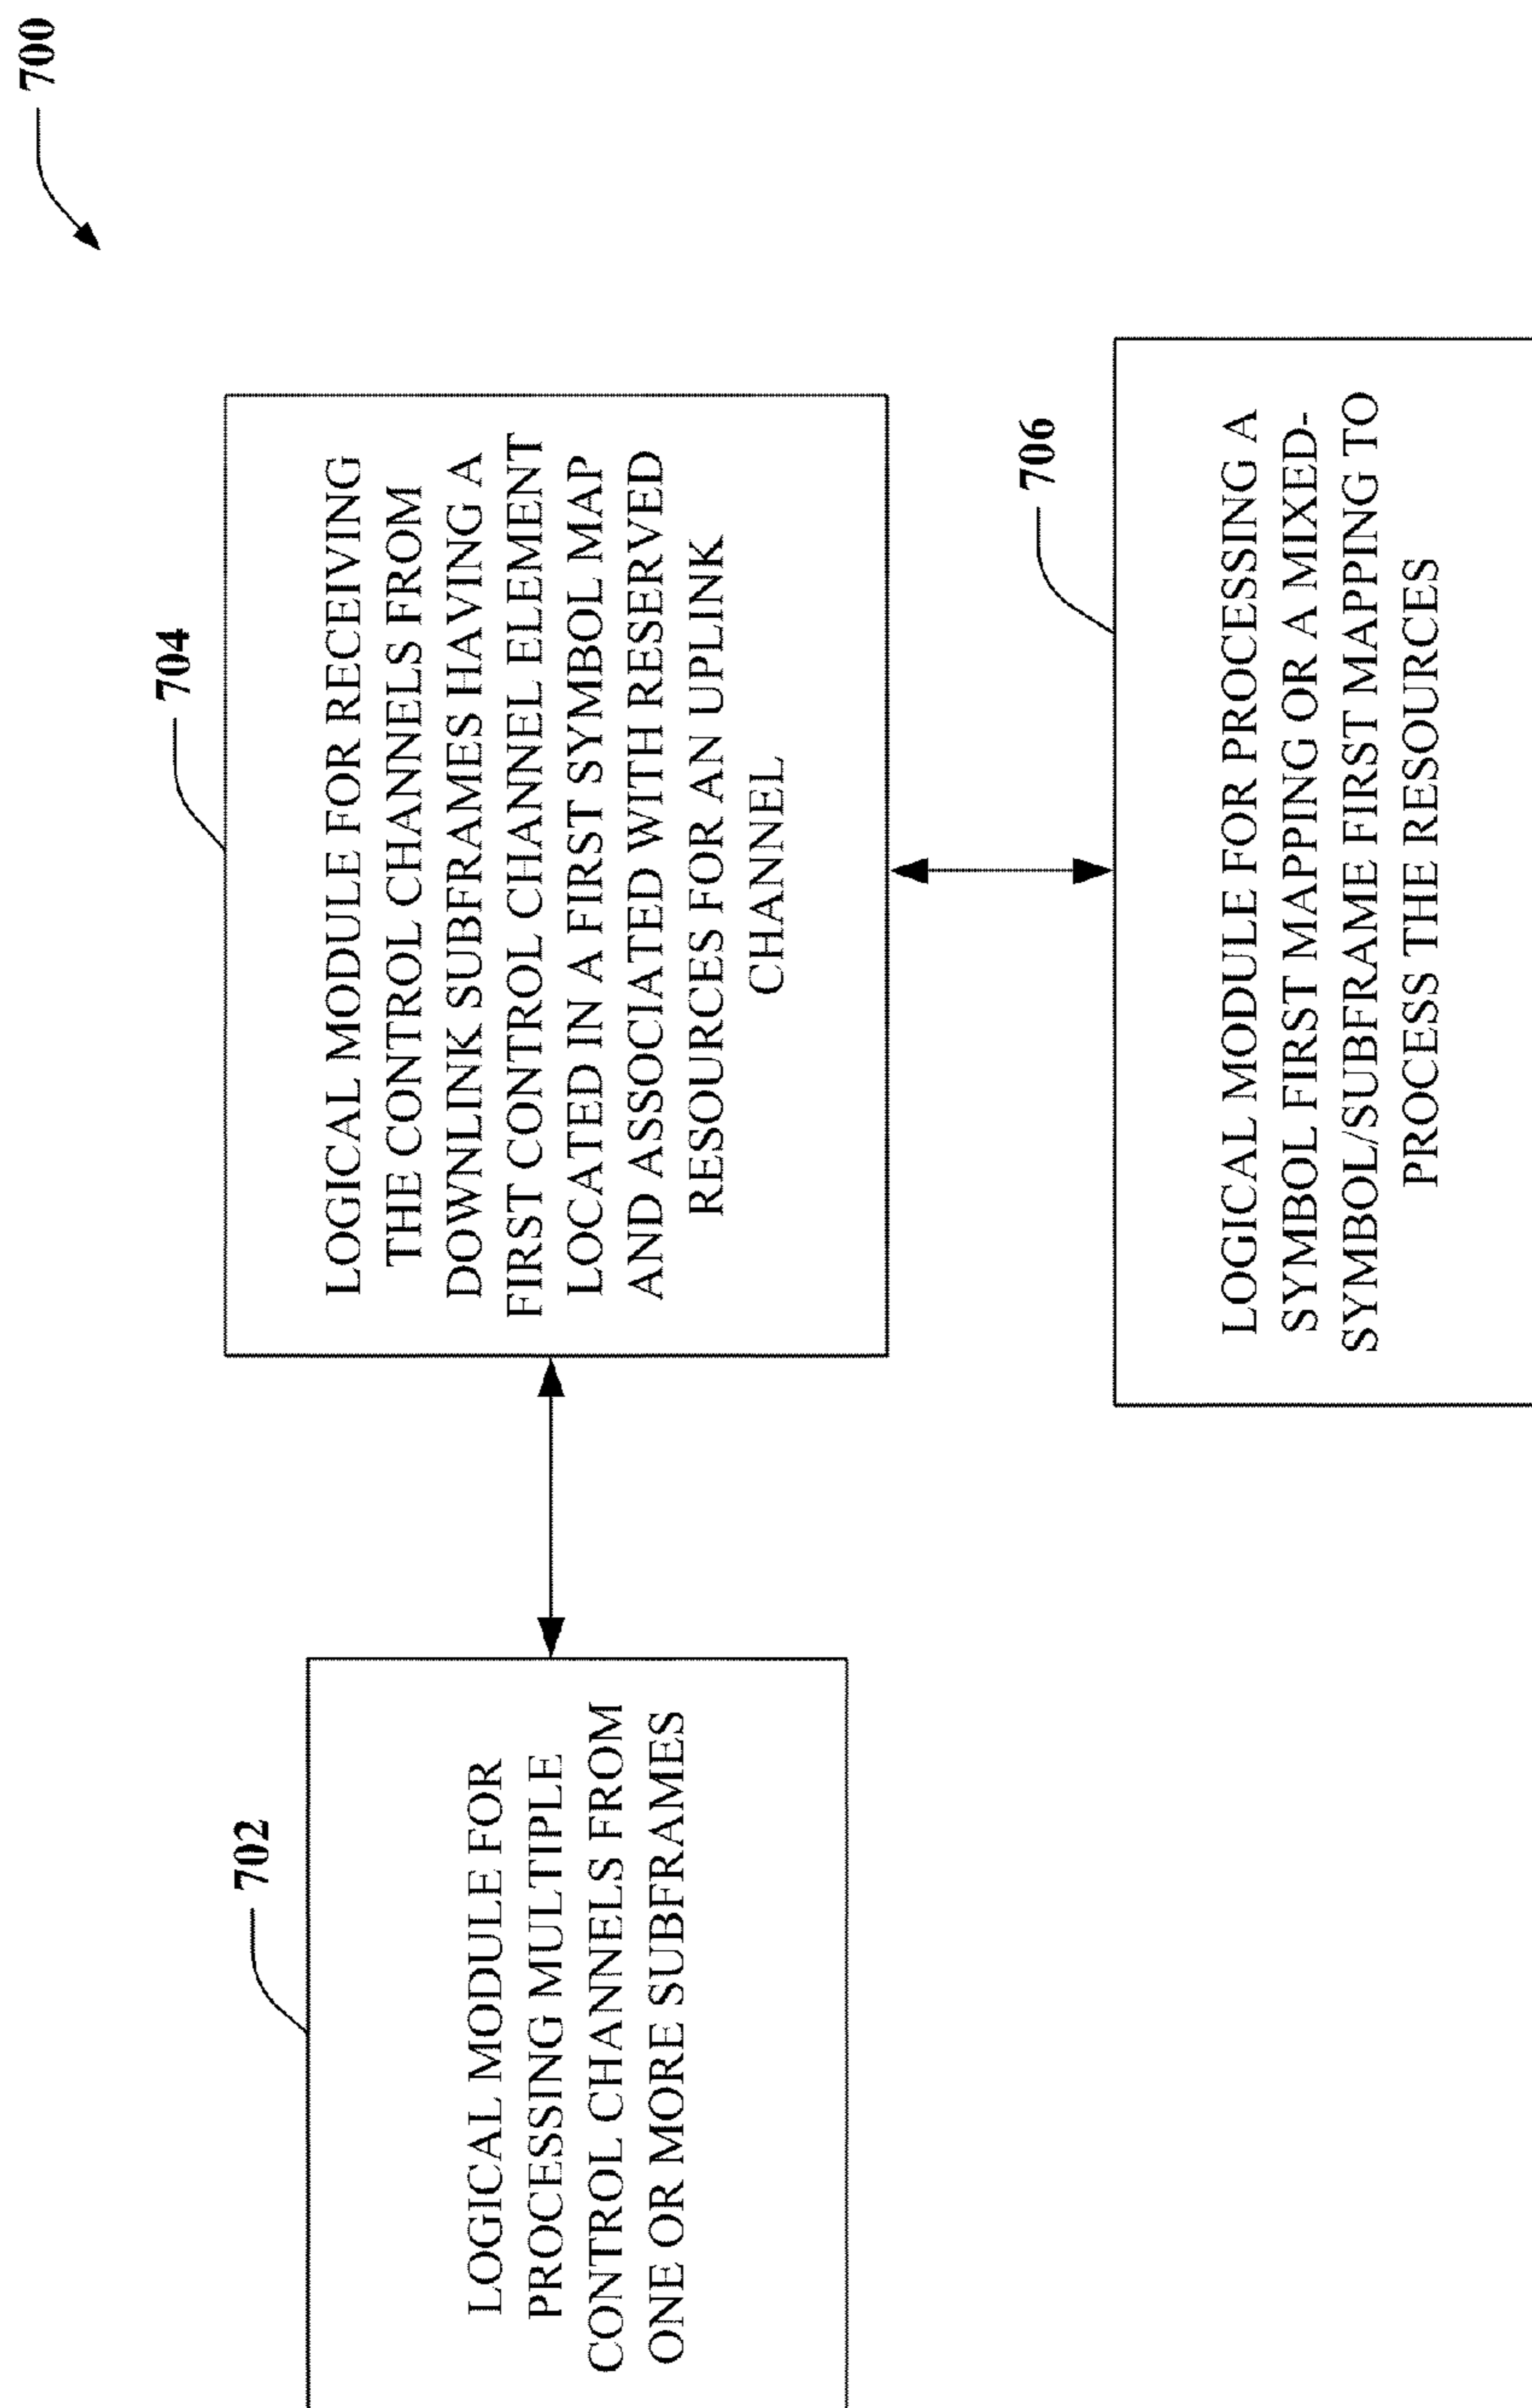 700
702
LOGICAL MODULE FOR
PROCESSING MULTIPLE
CONTROL CHANNELS FROM
ONE OR MORE SUBFRAMES
704
LOGICAL MODULE FOR RECEIVING
THE CONTROL CHANNELS FROM
DOWNLINK SUBFRAMES HAVING A
FIRST CONTROL CHANNEL ELEMENT
LOCATED IN A FIRST SYMBOL MAP
AND ASSOCIATED WITH RESERVED
RESOURCES FOR AN UPLINK
CHANNEL
706
LOGICAL MODULE FOR PROCESSING A
SYMBOL FIRST MAPPING OR A MIXED-
SYMBOL/SUBFRAME FIRST MAPPING TO
PROCESS THE RESOURCES